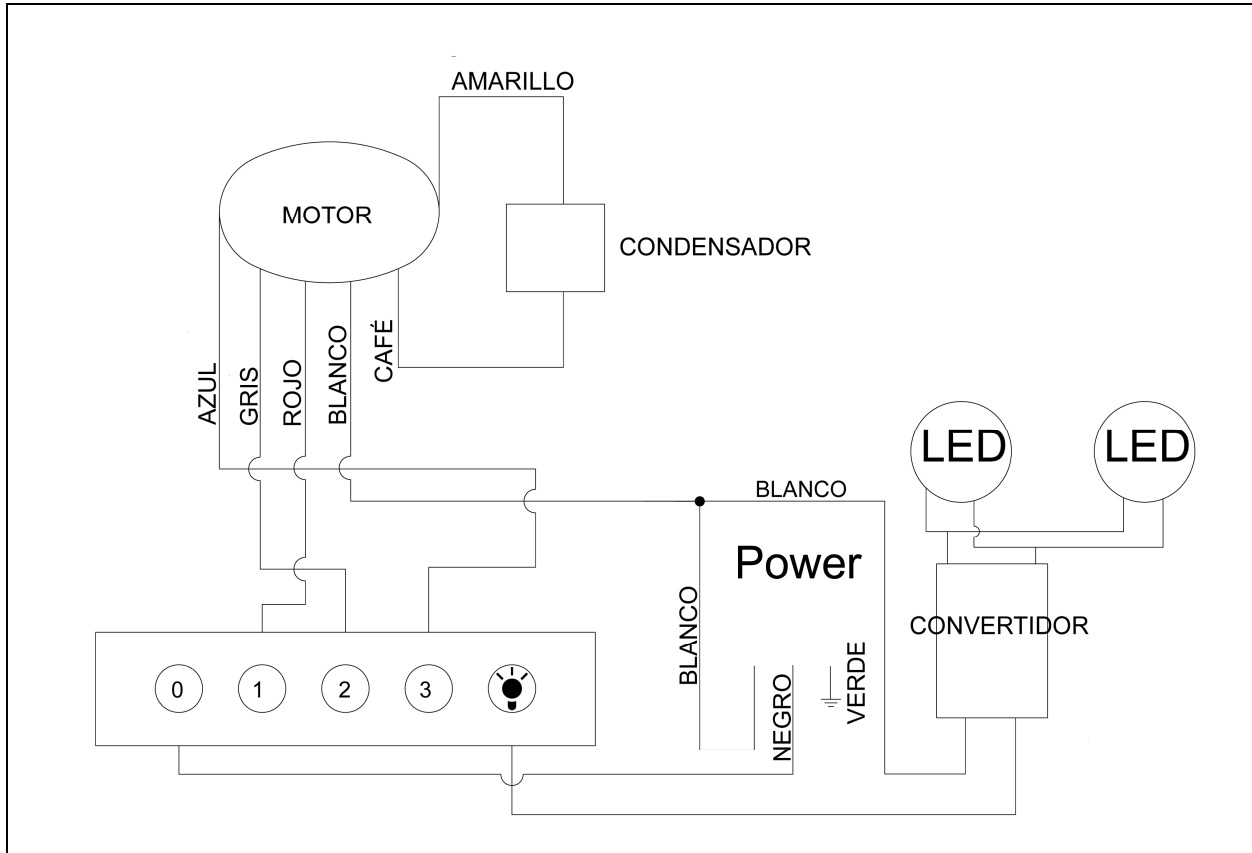 AMARILLO
MOTOR
CONDENSADOR
AZUL
GRIS
ROJO
BLANCO
CAFÉ
LED
LED
BLANCO
Power
BLANCO
NEGRO
VERDE
CONVERTIDOR
0
1
2
3